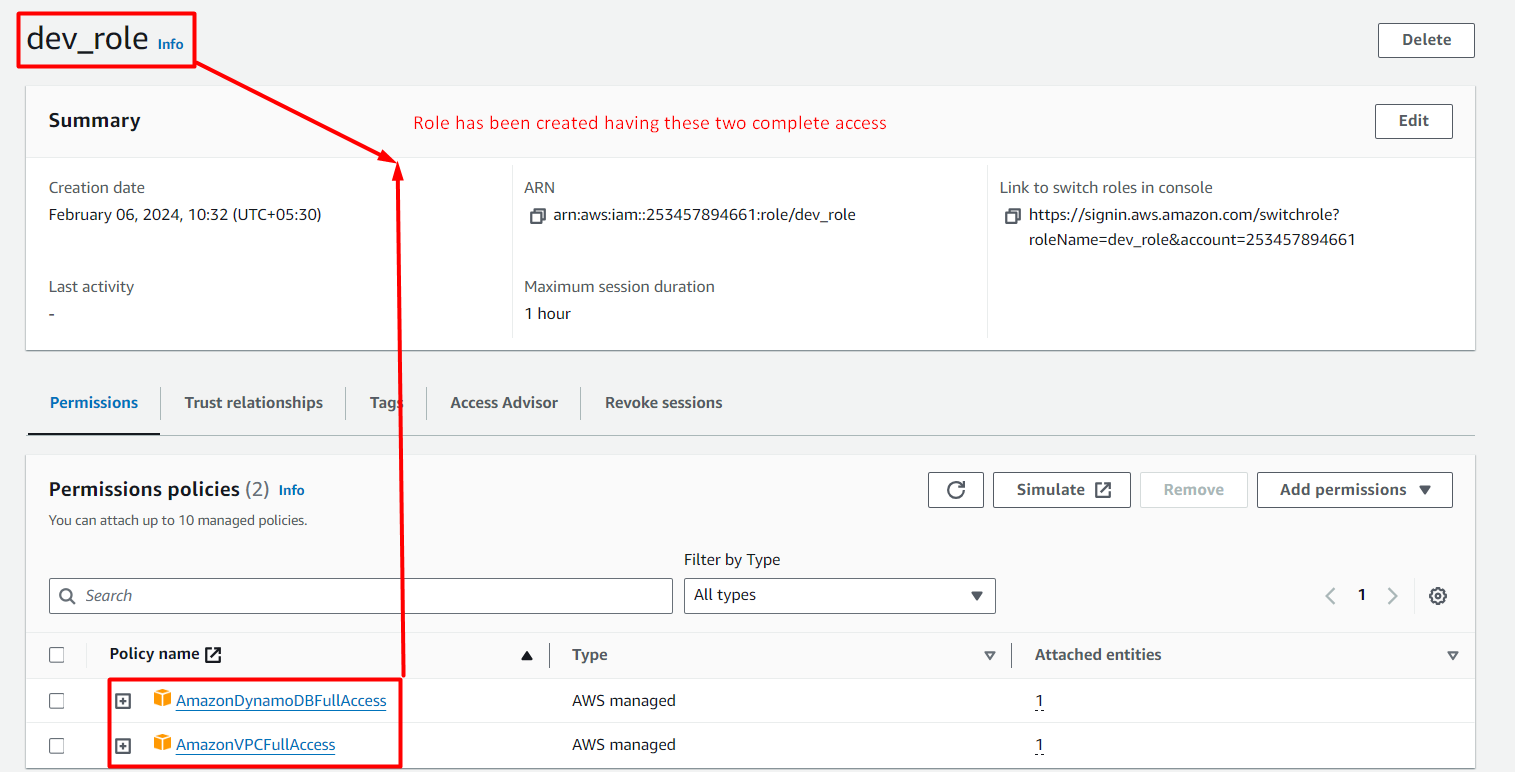 dev_role Info
Delete
Summary
Role has been created having these two complete access
Edit
Creation date
February 06, 2024, 10:32 (UTC+05:30)
ARN
arn:aws:iam::253457894661:role/dev_role
Link to switch roles in console
https://signin.aws.amazon.com/switchrole?
roleName=dev_role&account=253457894661
Last activity
-
Maximum session duration
1 hour
Permissions
Trust relationships
Tags
Access Advisor
Revoke sessions
Permissions policies (2) Info
You can attach up to 10 managed policies.
Simulate
Remove
Add permissions
Filter by Type
Search
All types
1
Policy name
Type
Attached entities
AmazonDynamoDBFullAccess
AWS managed
1
AmazonVPCFullAccess
AWS managed
1